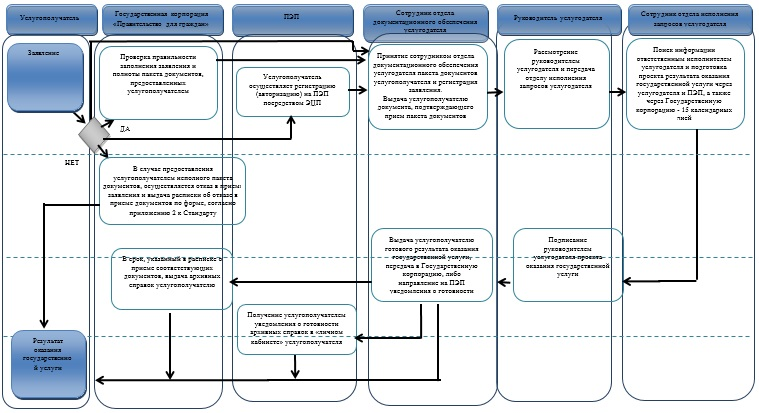 Услугополучатель
Государственная корпорация
«Правительство для граждан»
ПЭП
Сотрудник отдела
документационного обеспечения
услугодателя
Руководитель услугодателя
Сотрудник отдела исполнения
запросов услугодателя
Заявление
Проверка правильности
заполнения заявления и
полноты пакета документов,
предоставленных
услугополучателем
Услугополучатель
осуществляет регистрацию
(авторизацию) на ПЭП
посредством ЭЦП
Принятие сотрудником отдела
документационного обеспечения
услугодателя пакета документов
услугополучателя и регистрация
заявления.
Выдача услугополучателю
документа, подтверждающего
прием пакета документов
Рассмотрение
руководителем
услугодателя и передача
отделу исполнения
запросов услугодателя
Поиск информации
ответственным исполнителем
услугодателя и подготовка
проекта результата оказания
государственной услуги через
услугодателя и ПЭП, а также
через Государственную
корпорацию - 15 календарных
дней
ДА
НЕТ
В случае предоставления
услугополучателем неполного пакета
документов, осуществляется отказ в прием
заявления и выдача расписки об отказе в
приеме документов по форме, согласно
приложению 2 к Стандарту
В срок, указанный в расписке о
приеме соответствующих
документов, выдача архивных
справок услугополучателю
Выдача услугополучателю
готового результата оказания
государственной услуги,
передача в Государственную
корпорацию, либо
направление на ПЭП
уведомления о готовности
Подписание
руководителем
услугодателя проекта
оказания государственной
услуги
Получение услугополучателем
уведомления о готовности
архивных справок в «личном
кабинете» услугополучателя
Результат
оказания
государственно
й услуги